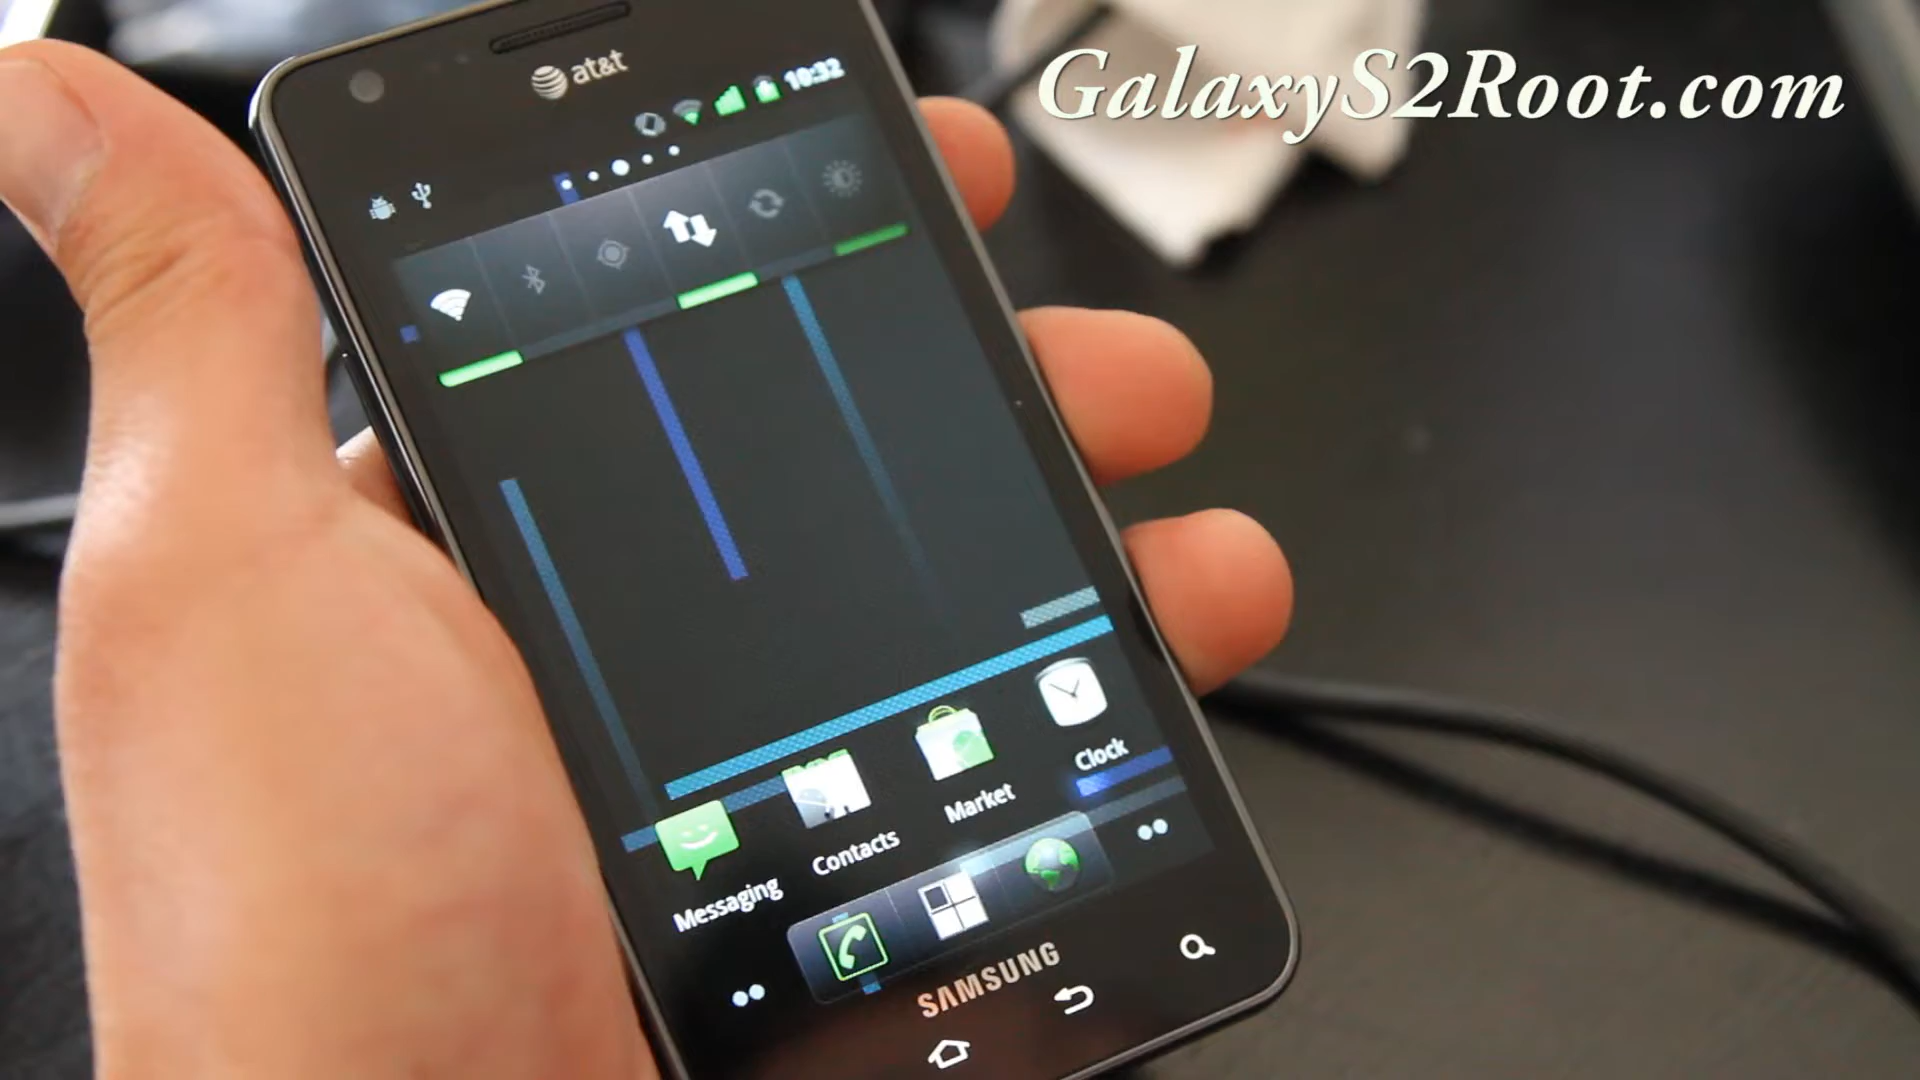 GalaxyS2Root.com
at&t
10:32
Clock
Market
Contacts
Messaging
SAMSUNG